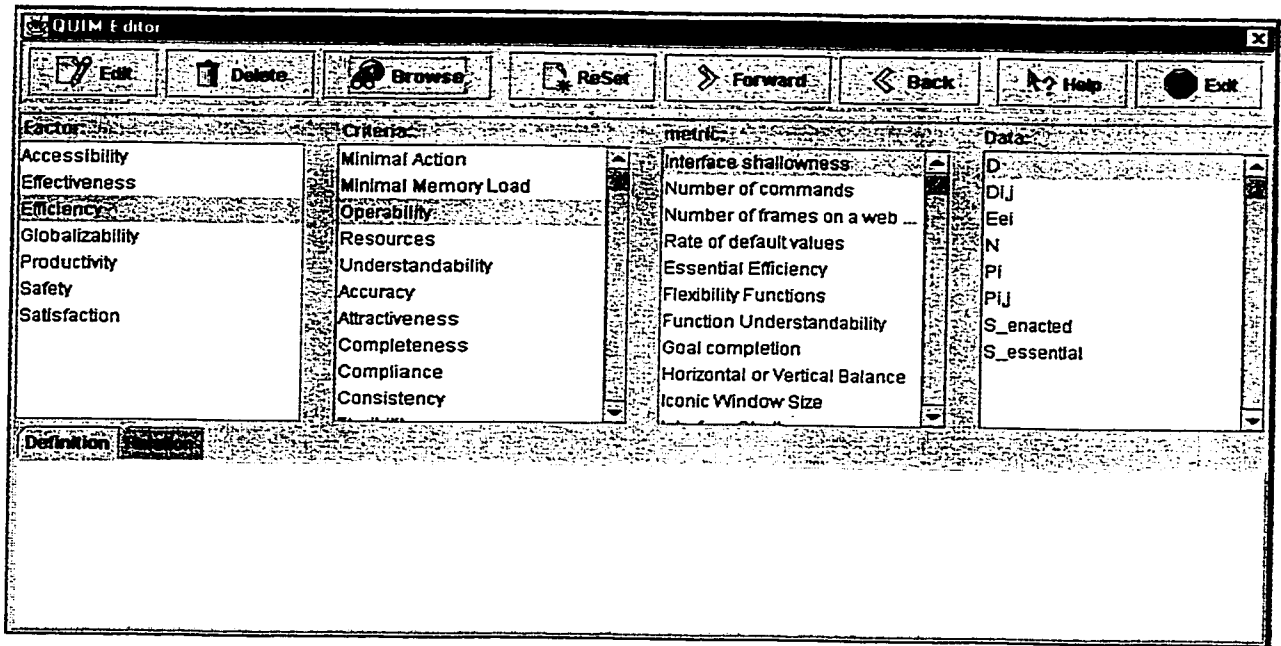 QUIM Editor
Edit Delete Browse ReSet Forward Back Help Exit
Factor:
Accessibility
Effectiveness
Efficiency
Globalizability
Productivity
Safety
Satisfaction
Criteria:
Minimal Action
Minimal Memory Load
Operability
Resources
Understandability
Accuracy
Attractiveness
Completeness
Compliance
Consistency
metric:
Interface shallowness
Number of commands
Number of frames on a web ...
Rate of default values
Essential Efficiency
Flexibility Functions
Function Understandability
Goal completion
Horizontal or Vertical Balance
Iconic Window Size
Data:
D
Di,j
Eei
N
Pi
Pi,j
S_enacted
S_essential
Definition